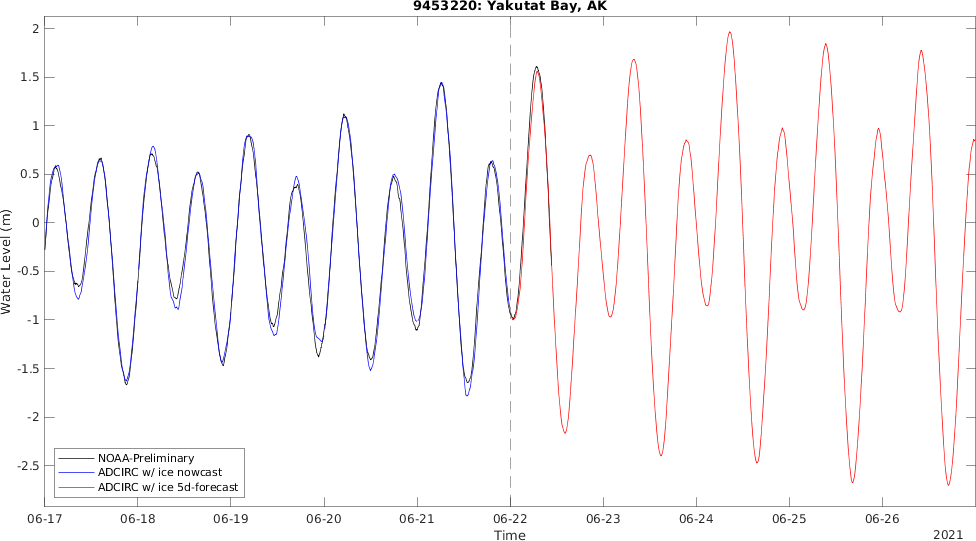 9453220: Yakutat Bay, AK
Water Level (m)
2
1.5
1
0.5
0
-0.5
-1
-1.5
-2
-2.5
NOAA-Preliminary
ADCIRC w/ ice nowcast
ADCIRC w/ ice 5d-forecast
06-17 06-18 06-19 06-20 06-21 06-22 06-23 06-24 06-25 06-26
Time
2021